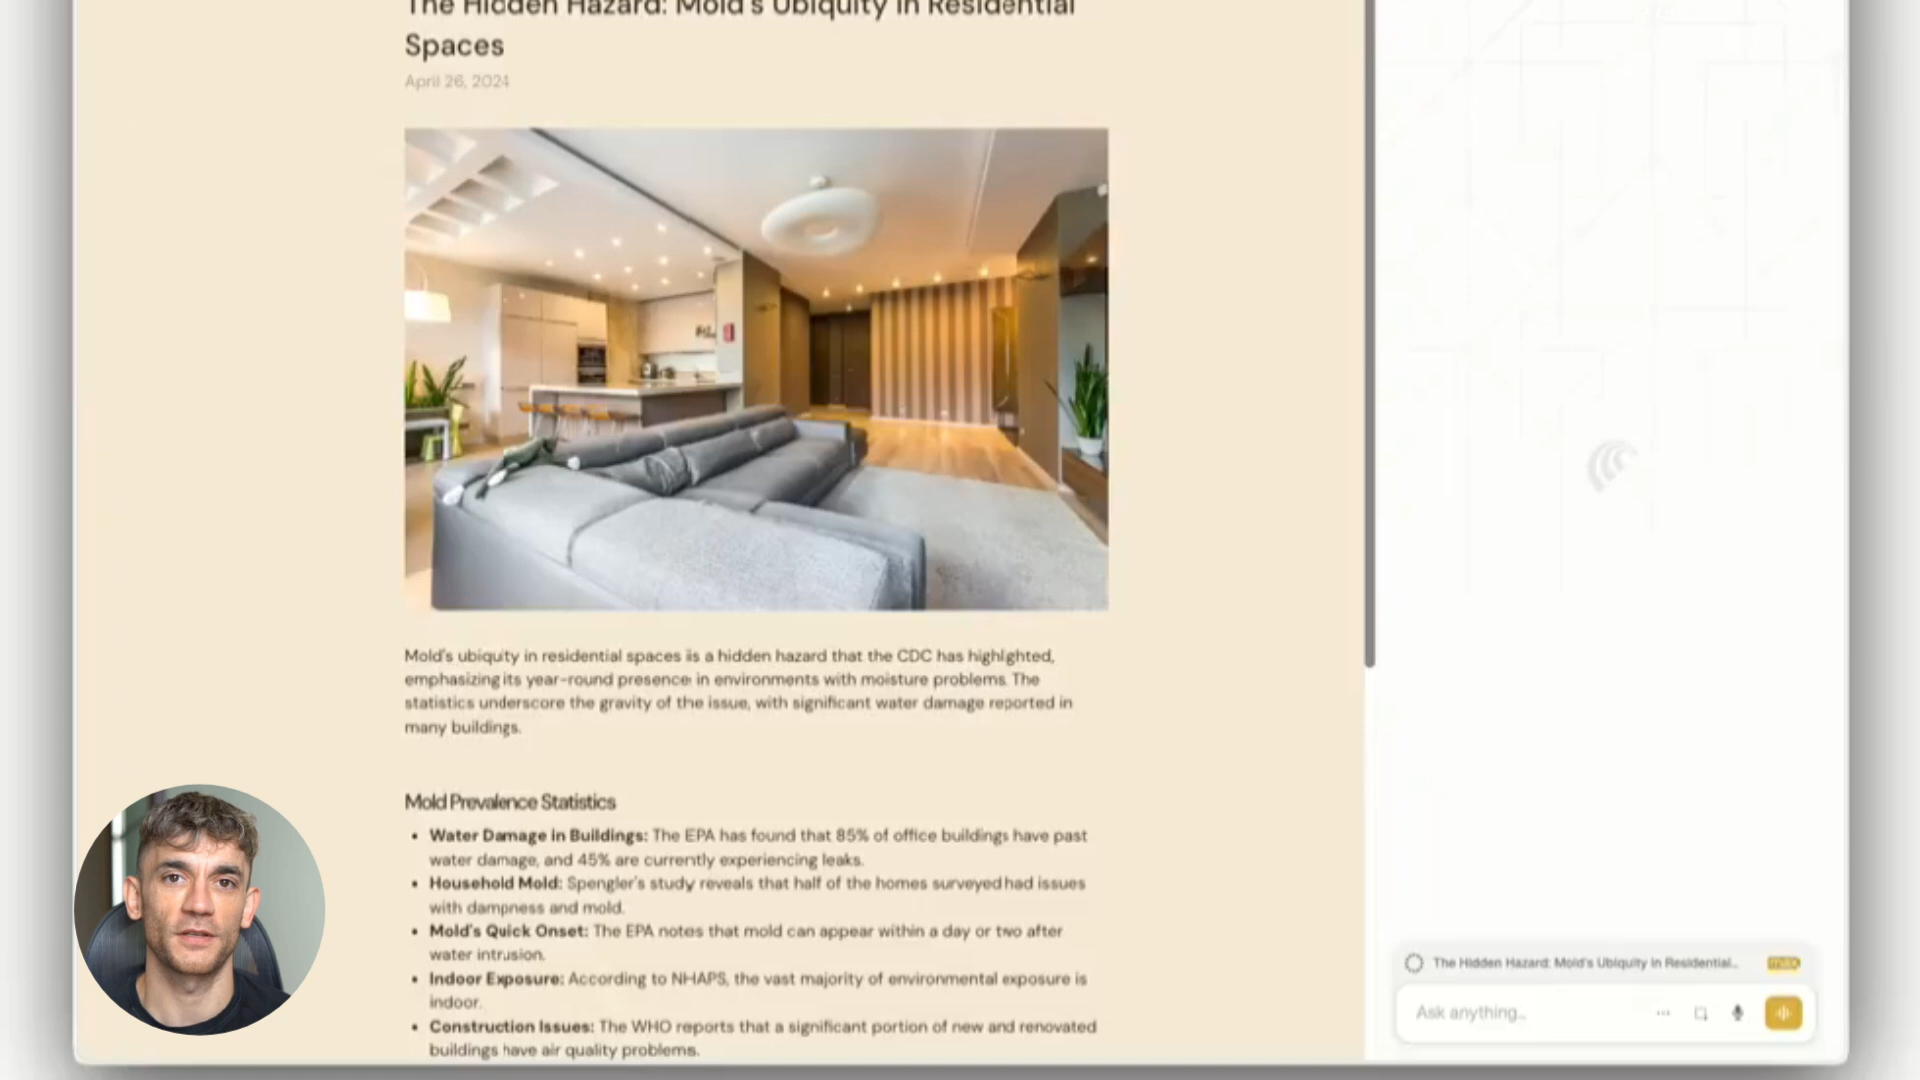 The Hidden Hazard: Mold's Ubiquity in Residential
Spaces
April 26, 2024
Mold's ubiquity in residential spaces is a hidden hazard that the CDC has highlighted,
emphasizing its year-round presence in environments with moisture problems. The
statistics underscore the gravity of the issue, with significant water damage reported in
many buildings.
Mold Prevalence Statistics
• Water Damage in Buildings: The EPA has found that 85% of office buildings have past
water damage, and 45% are currently experiencing leaks.
• Household Mold: Spengler's study reveals that half of the homes surveyed had issues
with dampness and mold.
• Mold's Quick Onset: The EPA notes that mold can appear within a day or two after
water intrusion.
• Indoor Exposure: According to NHAPS, the vast majority of environmental exposure is
indoor.
• Construction Issues: The WHO reports that a significant portion of new and renovated
buildings have air quality problems.
The Hidden Hazard: Mold's Ubiquity in Residential...
Ask anything...